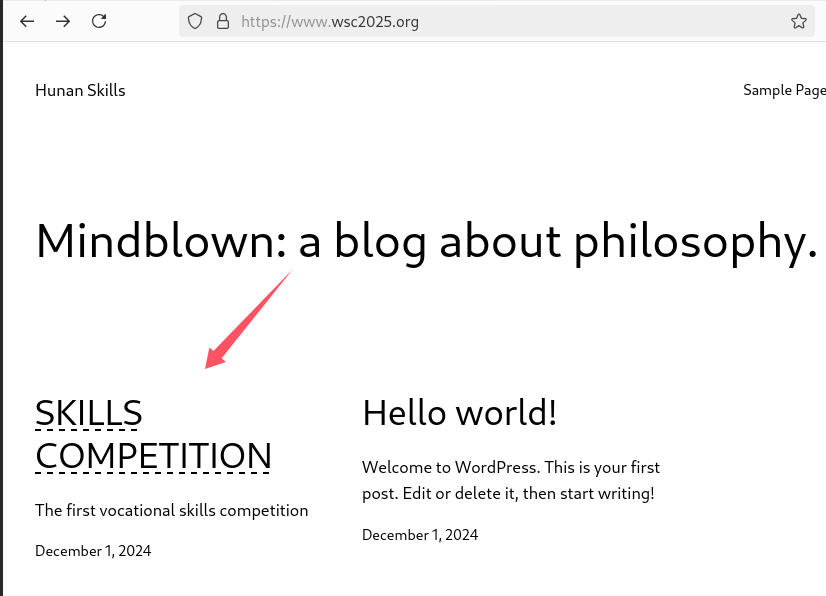 https://www.wsc2025.org
Hunan Skills
Sample Page
Mindblown: a blog about philosophy.
SKILLS
COMPETITION
The first vocational skills competition
December 1, 2024
Hello world!
Welcome to WordPress. This is your first
post. Edit or delete it, then start writing!
December 1, 2024